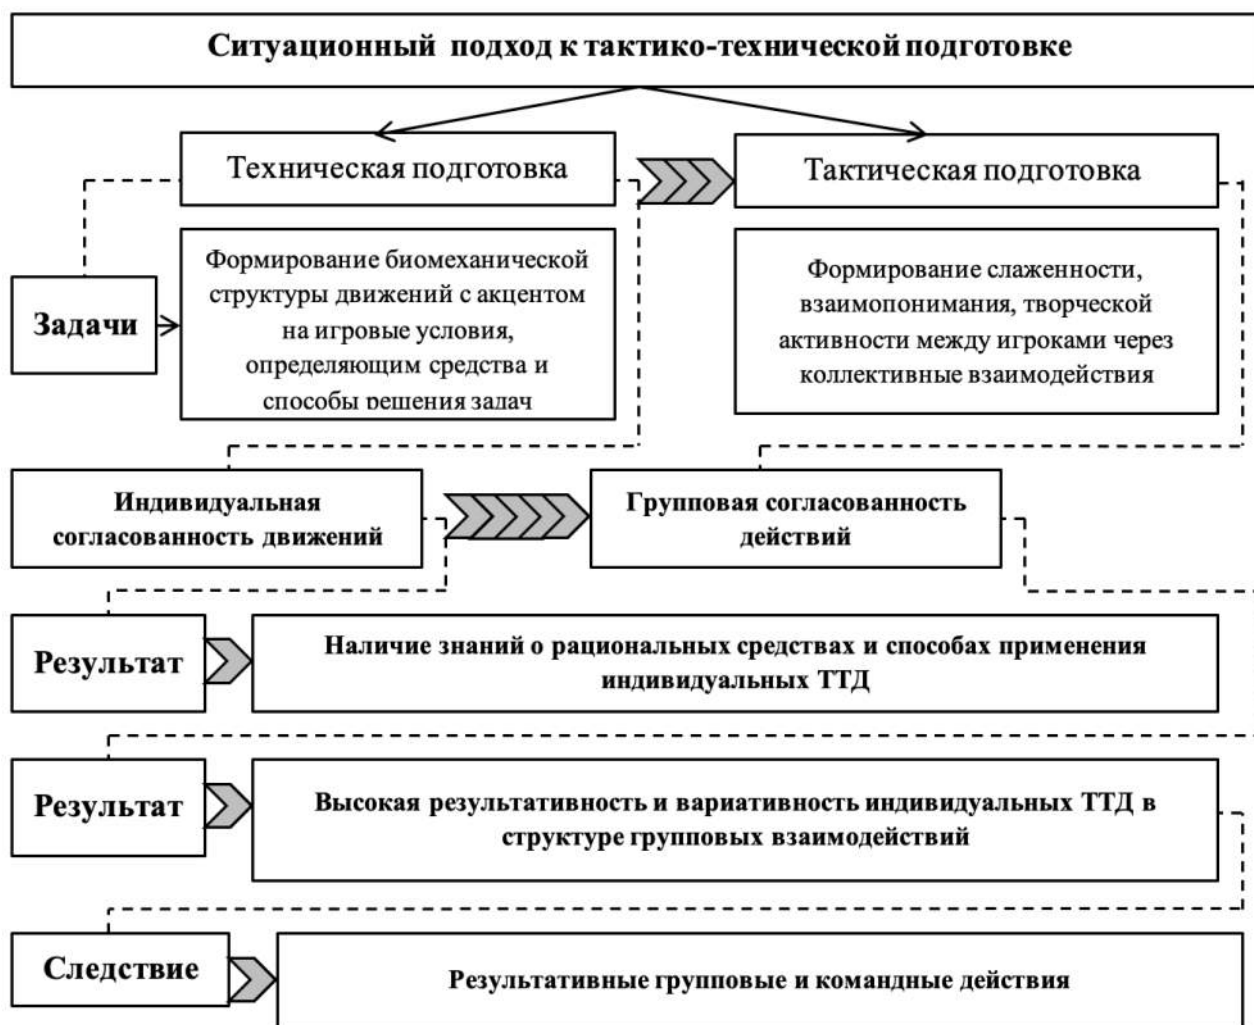 Ситуационный подход к тактико-технической подготовке
Техническая подготовка
Тактическая подготовка
Задачи
Формирование биомеханической
структуры движений с акцентом
на игровые условия,
определяющим средства и
способы решения задач
Формирование слаженности,
взаимопонимания, творческой
активности между игроками через
коллективные взаимодействия
Индивидуальная
согласованность движений
Групповая согласованность
действий
Результат
Наличие знаний о рациональных средствах и способах применения
индивидуальных ТТД
Результат
Высокая результативность и вариативность индивидуальных ТТД в
структуре групповых взаимодействий
Следствие
Результативные групповые и командные действия